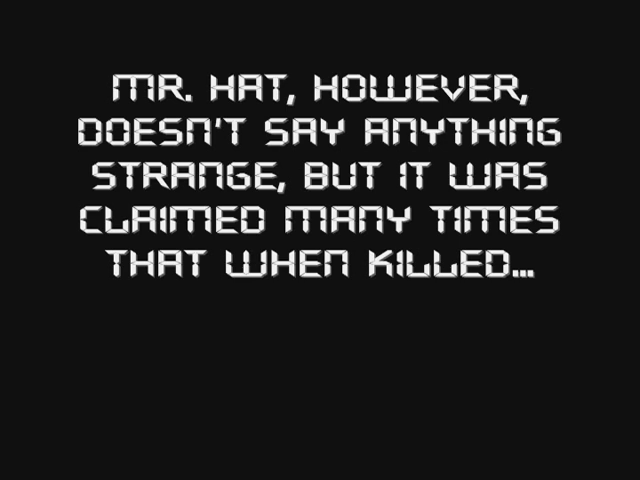 MR. HAT, HOWEVER,
DOESN'T SAY ANYTHING
STRANGE, BUT IT WAS
CLAIMED MANY TIMES
THAT WHEN KILLED...